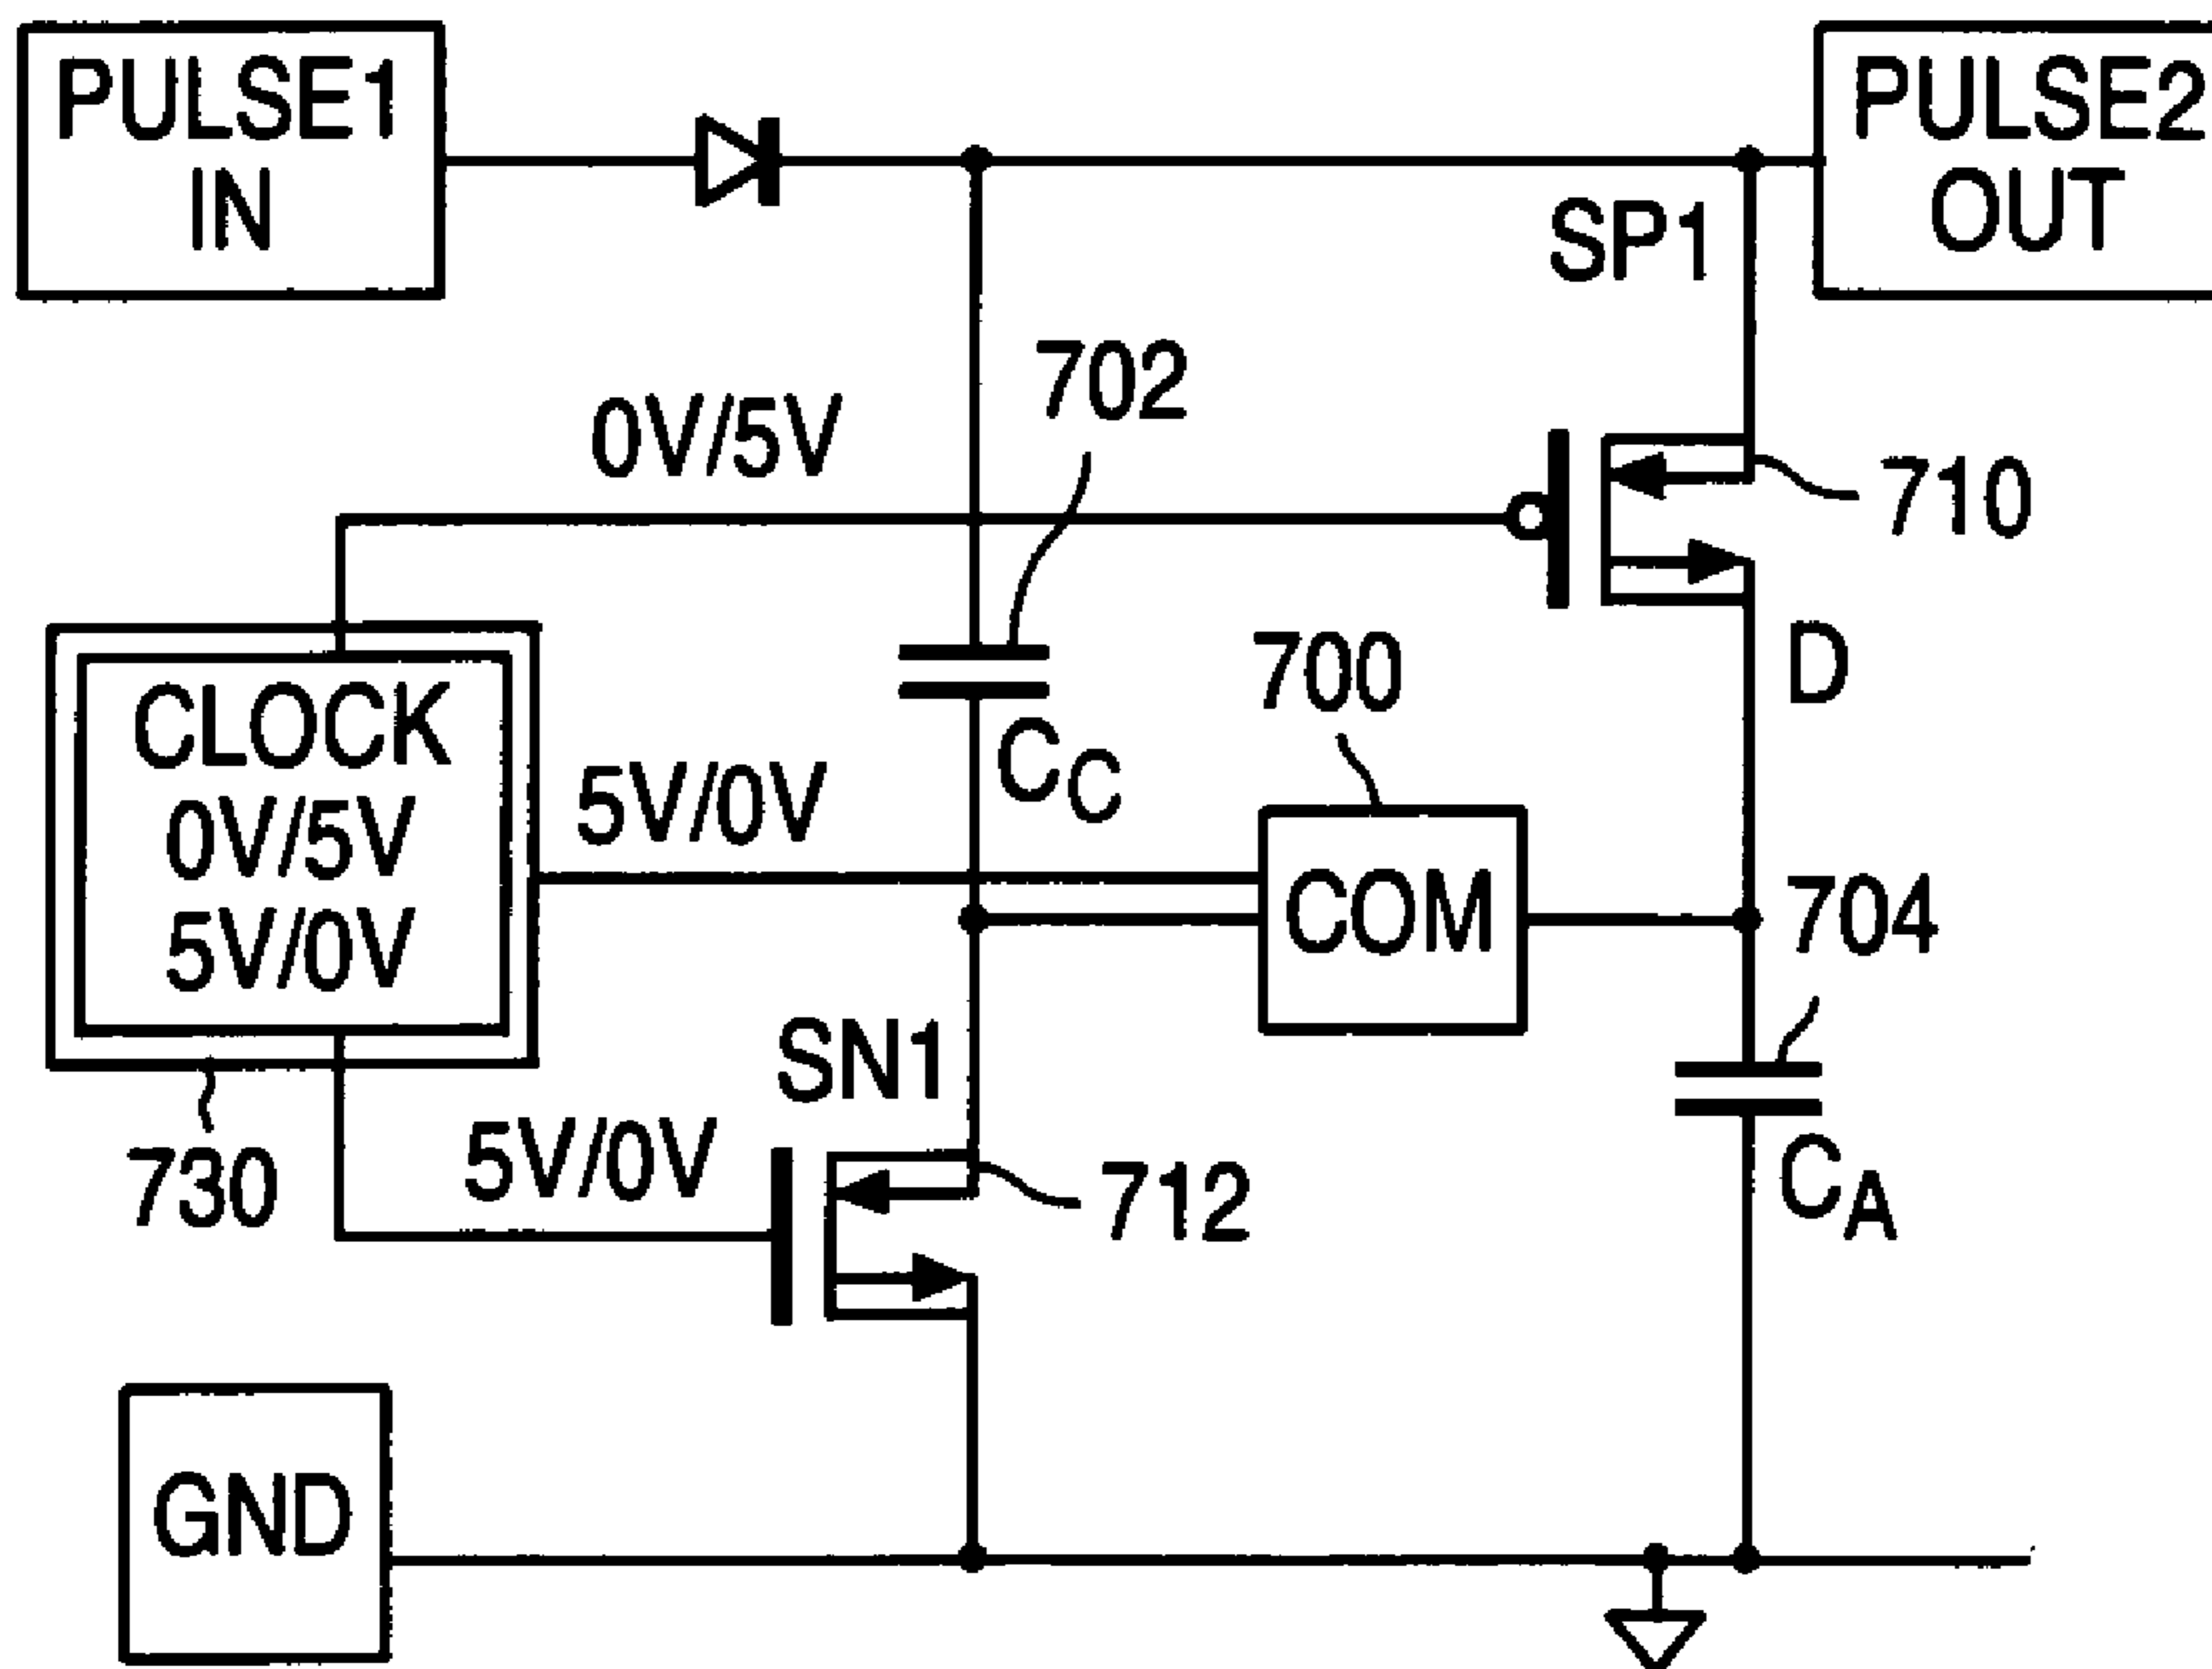 PULSE1
IN
PULSE2
OUT
SP1
702
0V/5V
710
700
D
CLOCK
0V/5V
5V/0V
5V/0V
CC
COM
704
SN1
730
5V/0V
712
CA
GND